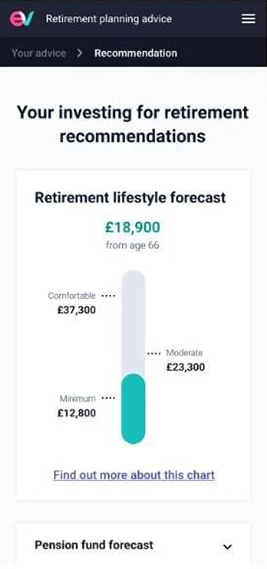 ev Retirement planning advice
Your advice > Recommendation
Your investing for retirement
recommendations
Retirement lifestyle forecast
£18,900
from age 66
Comfortable
£37,300
Moderate
£23,300
Minimum
£12,800
Find out more about this chart
Pension fund forecast